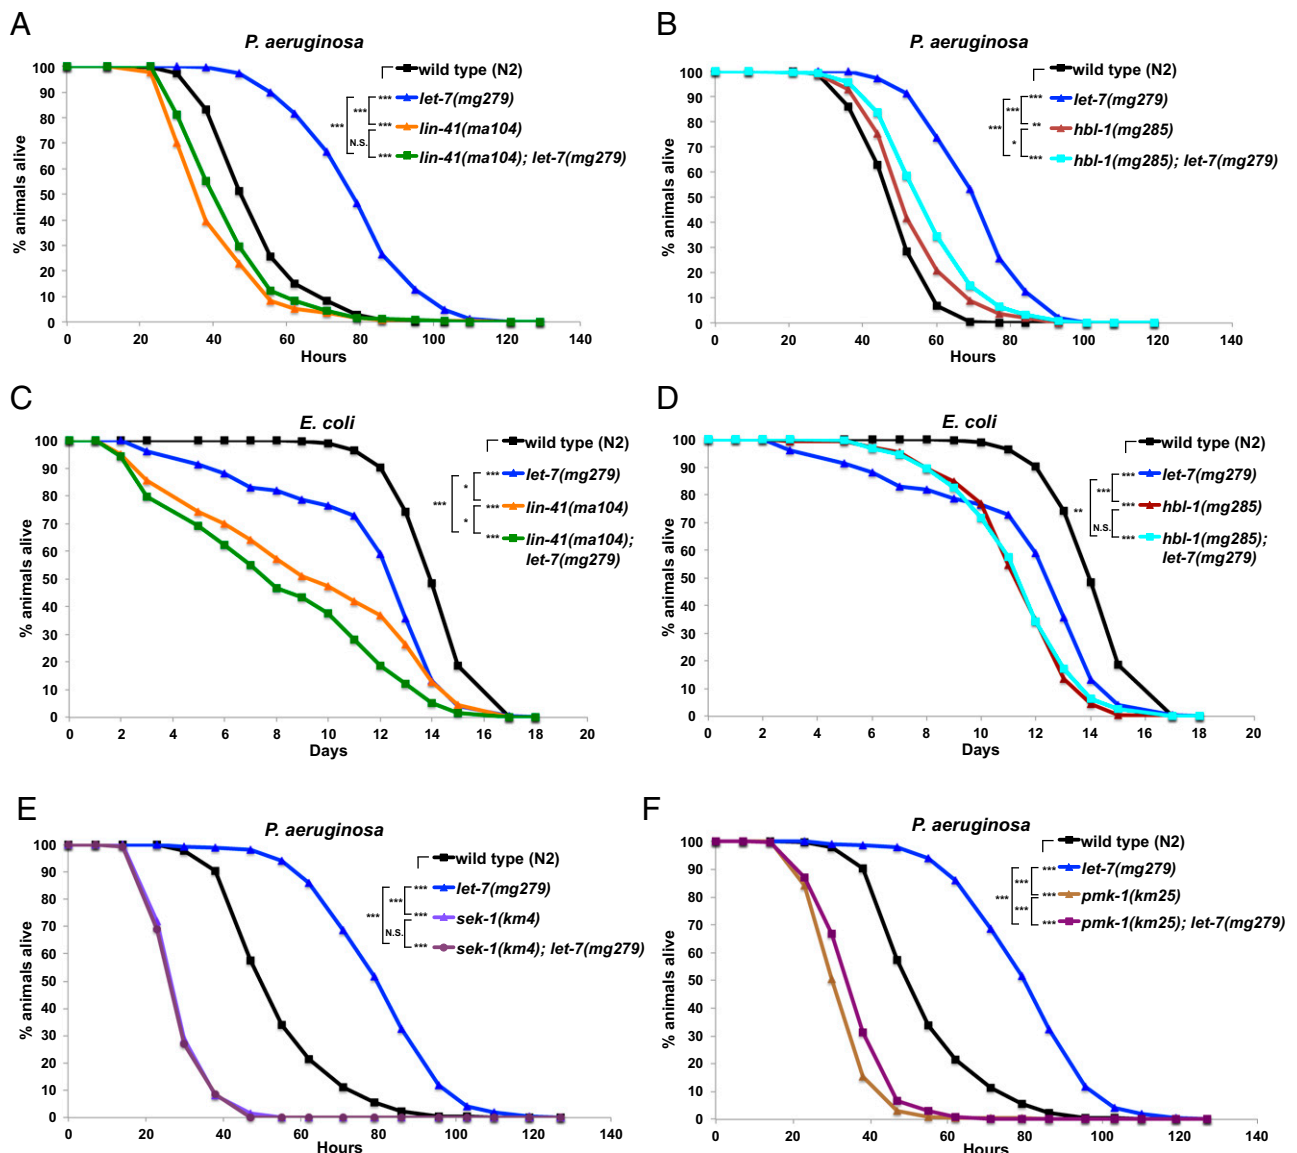 A
P. aeruginosa
% animals alive
100
90
80
70
60
50
40
30
20
10
0
0 20 40 60 80 100 120 140
Hours
wild type (N2)
*** let-7(mg279)
***
*** lin-41(ma104)
***
N.S.
*** lin-41(ma104); let-7(mg279)
B
P. aeruginosa
% animals alive
100
90
80
70
60
50
40
30
20
10
0
0 20 40 60 80 100 120 140
Hours
wild type (N2)
*** let-7(mg279)
***
** hbl-1(mg285)
***
*
*** hbl-1(mg285); let-7(mg279)
C
E. coli
% animals alive
100
90
80
70
60
50
40
30
20
10
0
0 2 4 6 8 10 12 14 16 18 20
Days
wild type (N2)
*** let-7(mg279)
*
*** lin-41(ma104)
***
*
*** lin-41(ma104);
let-7(mg279)
D
E. coli
% animals alive
100
90
80
70
60
50
40
30
20
10
0
0 2 4 6 8 10 12 14 16 18 20
Days
wild type (N2)
*** let-7(mg279)
***
*** hbl-1(mg285)
**
N.S.
*** hbl-1(mg285);
let-7(mg279)
E
P. aeruginosa
% animals alive
100
90
80
70
60
50
40
30
20
10
0
0 20 40 60 80 100 120 140
Hours
wild type (N2)
*** let-7(mg279)
***
*** sek-1(km4)
***
N.S.
*** sek-1(km4); let-7(mg279)
F
P. aeruginosa
% animals alive
100
90
80
70
60
50
40
30
20
10
0
0 20 40 60 80 100 120 140
Hours
wild type (N2)
*** let-7(mg279)
***
*** pmk-1(km25)
***
***
*** pmk-1(km25); let-7(mg279)